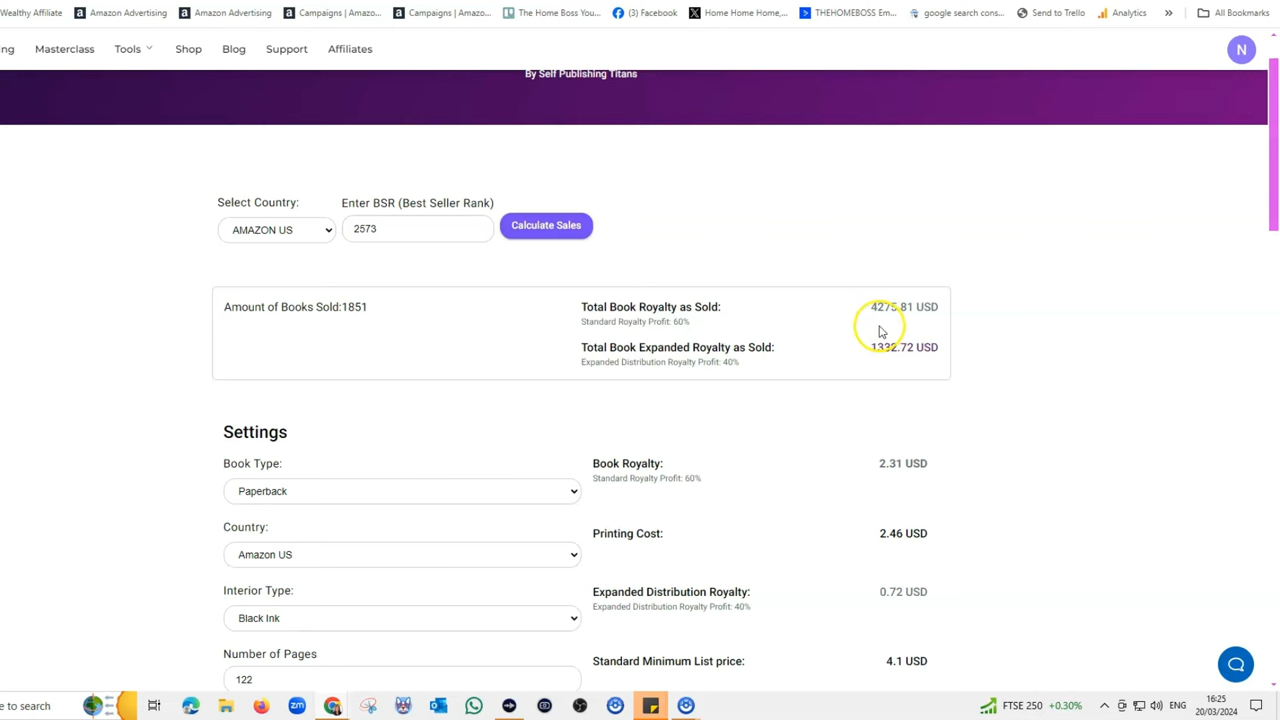 Wealthy Affiliate
Amazon Advertising
Amazon Advertising
Campaigns | Amazo...
Campaigns | Amazo...
The Home Boss You...
(3) Facebook
Home Home Home,...
THEHOMEBOSS Em...
google search cons...
Send to Trello
Analytics
»
All Bookmarks
ng
Masterclass
Tools
Shop
Blog
Support
Affiliates
N
By Self Publishing Titans
Select Country:
Enter BSR (Best Seller Rank)
AMAZON US
2573
Calculate Sales
Amount of Books Sold:1851
Total Book Royalty as Sold:
4275.81 USD
Standard Royalty Profit: 60%
Total Book Expanded Royalty as Sold:
1332.72 USD
Expanded Distribution Royalty Profit: 40%
Settings
Book Type:
Book Royalty:
2.31 USD
Standard Royalty Profit: 60%
Paperback
Country:
Printing Cost:
2.46 USD
Amazon US
Interior Type:
Expanded Distribution Royalty:
0.72 USD
Expanded Distribution Royalty Profit: 40%
Black Ink
Number of Pages
Standard Minimum List price:
4.1 USD
122
e to search
zm
FTSE 250 +0.30%
ENG
16:25
20/03/2024